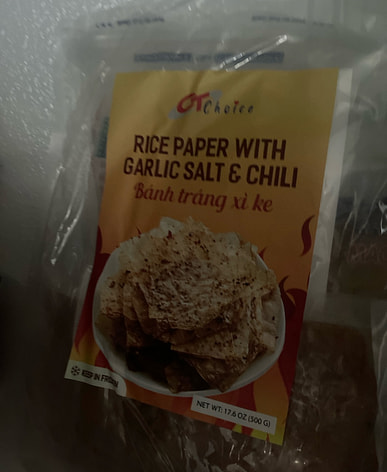 OT
Choice
RICE PAPER WITH
GARLIC SALT & CHILI
Bánh tráng xì ke
KEEP IN FROZEN
NET WT: 17.6 OZ (500 G)